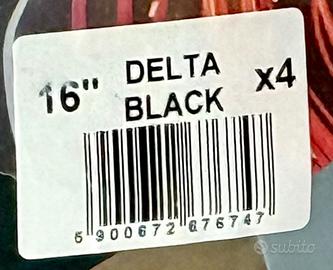 16" DELTA BLACK x4
5 900672 676747
subito